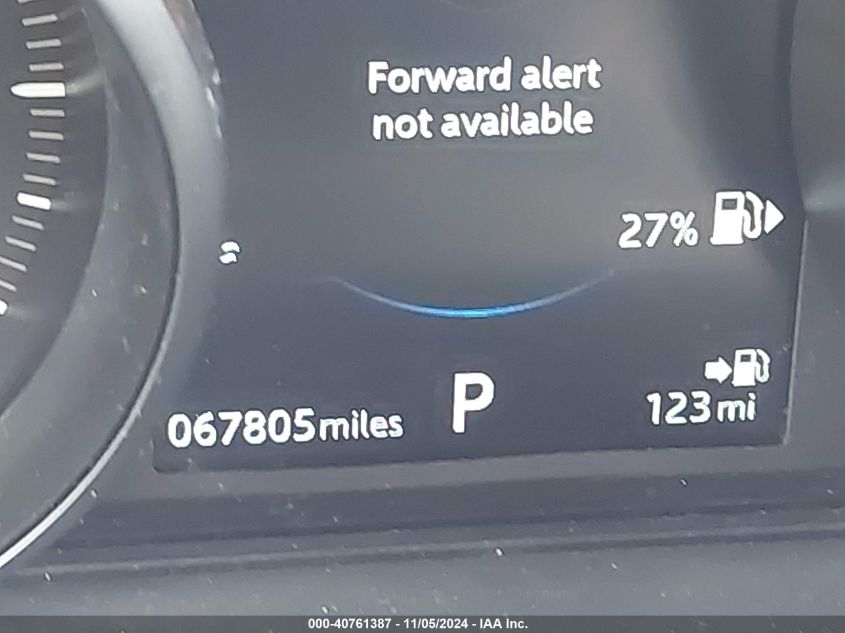 Forward alert
not available
27%
067805miles
P
123mi
000-40761387 - 11/05/2024 - IAA Inc.